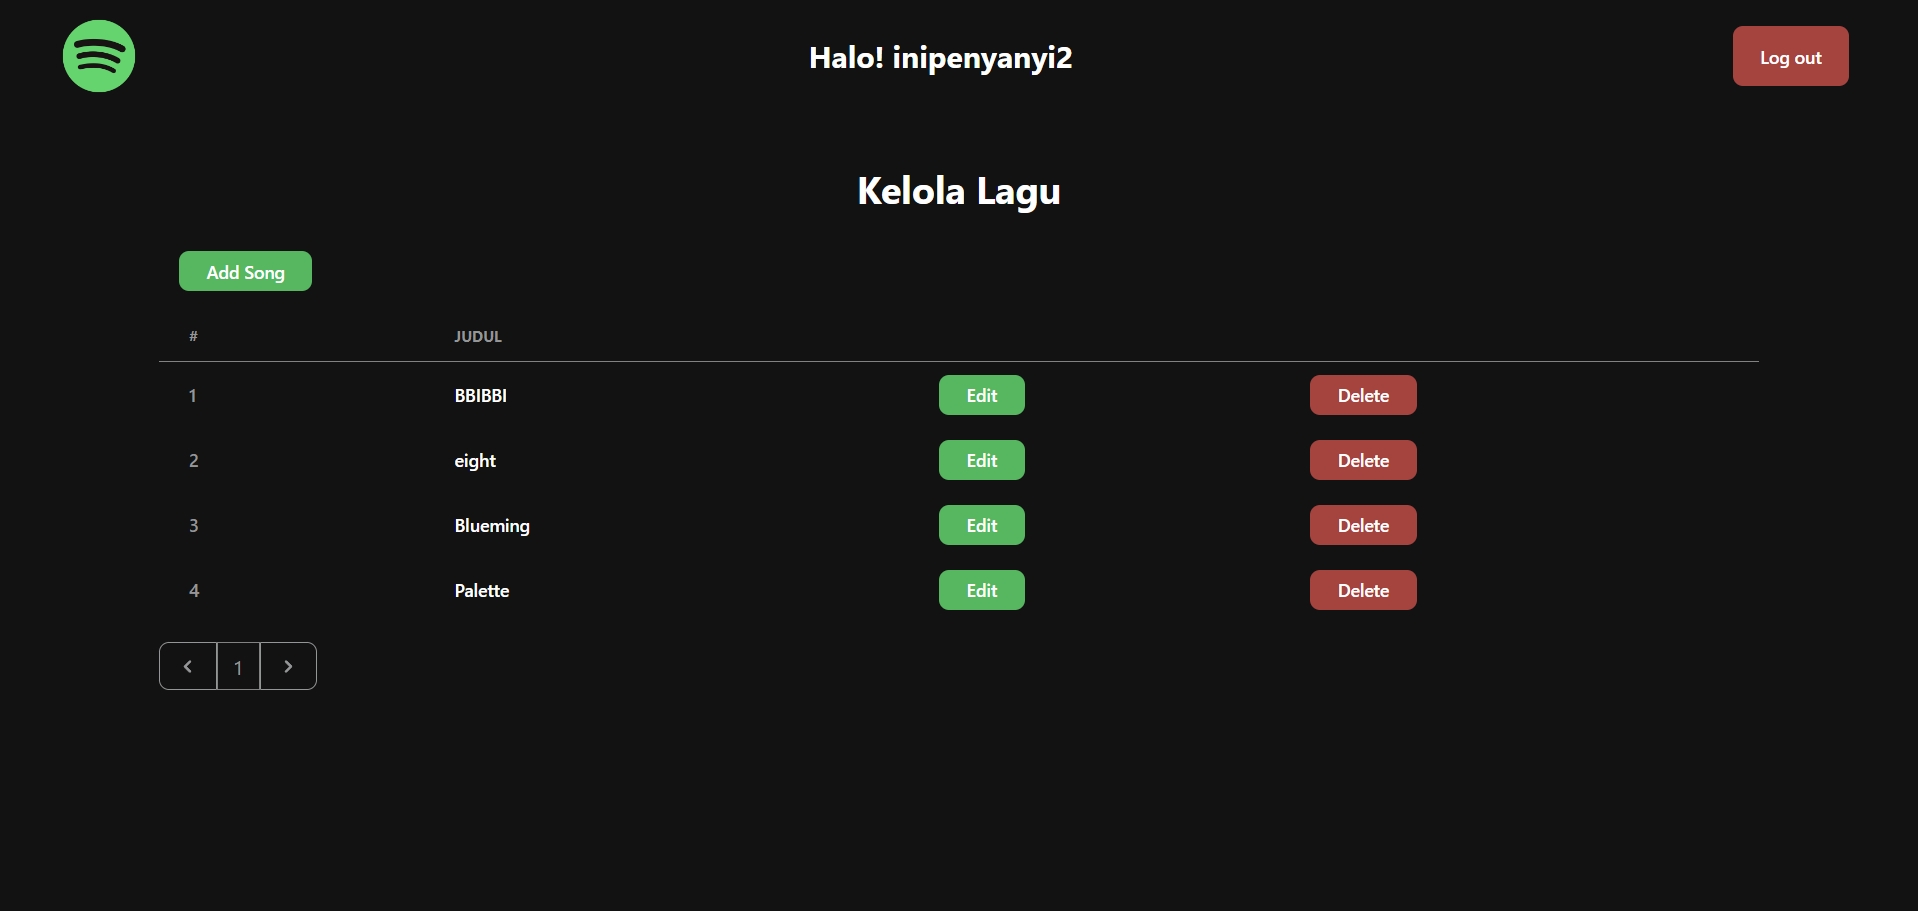 Halo! inipenyanyi2 Log out
Kelola Lagu
Add Song
# JUDUL
1 BBIBBI Edit Delete
2 eight Edit Delete
3 Blueming Edit Delete
4 Palette Edit Delete
1